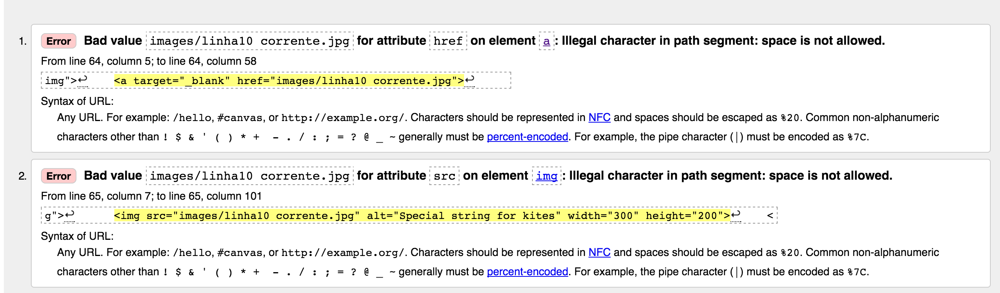 1. Error Bad value images/linha10 corrente.jpg for attribute href on element a: Illegal character in path segment: space is not allowed.
From line 64, column 5; to line 64, column 58
img">↩    <a target="_blank" href="images/linha10 corrente.jpg">↩
Syntax of URL:
Any URL. For example: /hello, #canvas, or http://example.org/. Characters should be represented in NFC and spaces should be escaped as %20. Common non-alphanumeric
characters other than ! $ & ' ( ) * + - . / : ; = ? @ _ ~ generally must be percent-encoded. For example, the pipe character (|) must be encoded as %7C.
2. Error Bad value images/linha10 corrente.jpg for attribute src on element img: Illegal character in path segment: space is not allowed.
From line 65, column 7; to line 65, column 101
g">↩      <img src="images/linha10 corrente.jpg" alt="Special string for kites" width="300" height="200">↩    <
Syntax of URL:
Any URL. For example: /hello, #canvas, or http://example.org/. Characters should be represented in NFC and spaces should be escaped as %20. Common non-alphanumeric
characters other than ! $ & ' ( ) * + - . / : ; = ? @ _ ~ generally must be percent-encoded. For example, the pipe character (|) must be encoded as %7C.